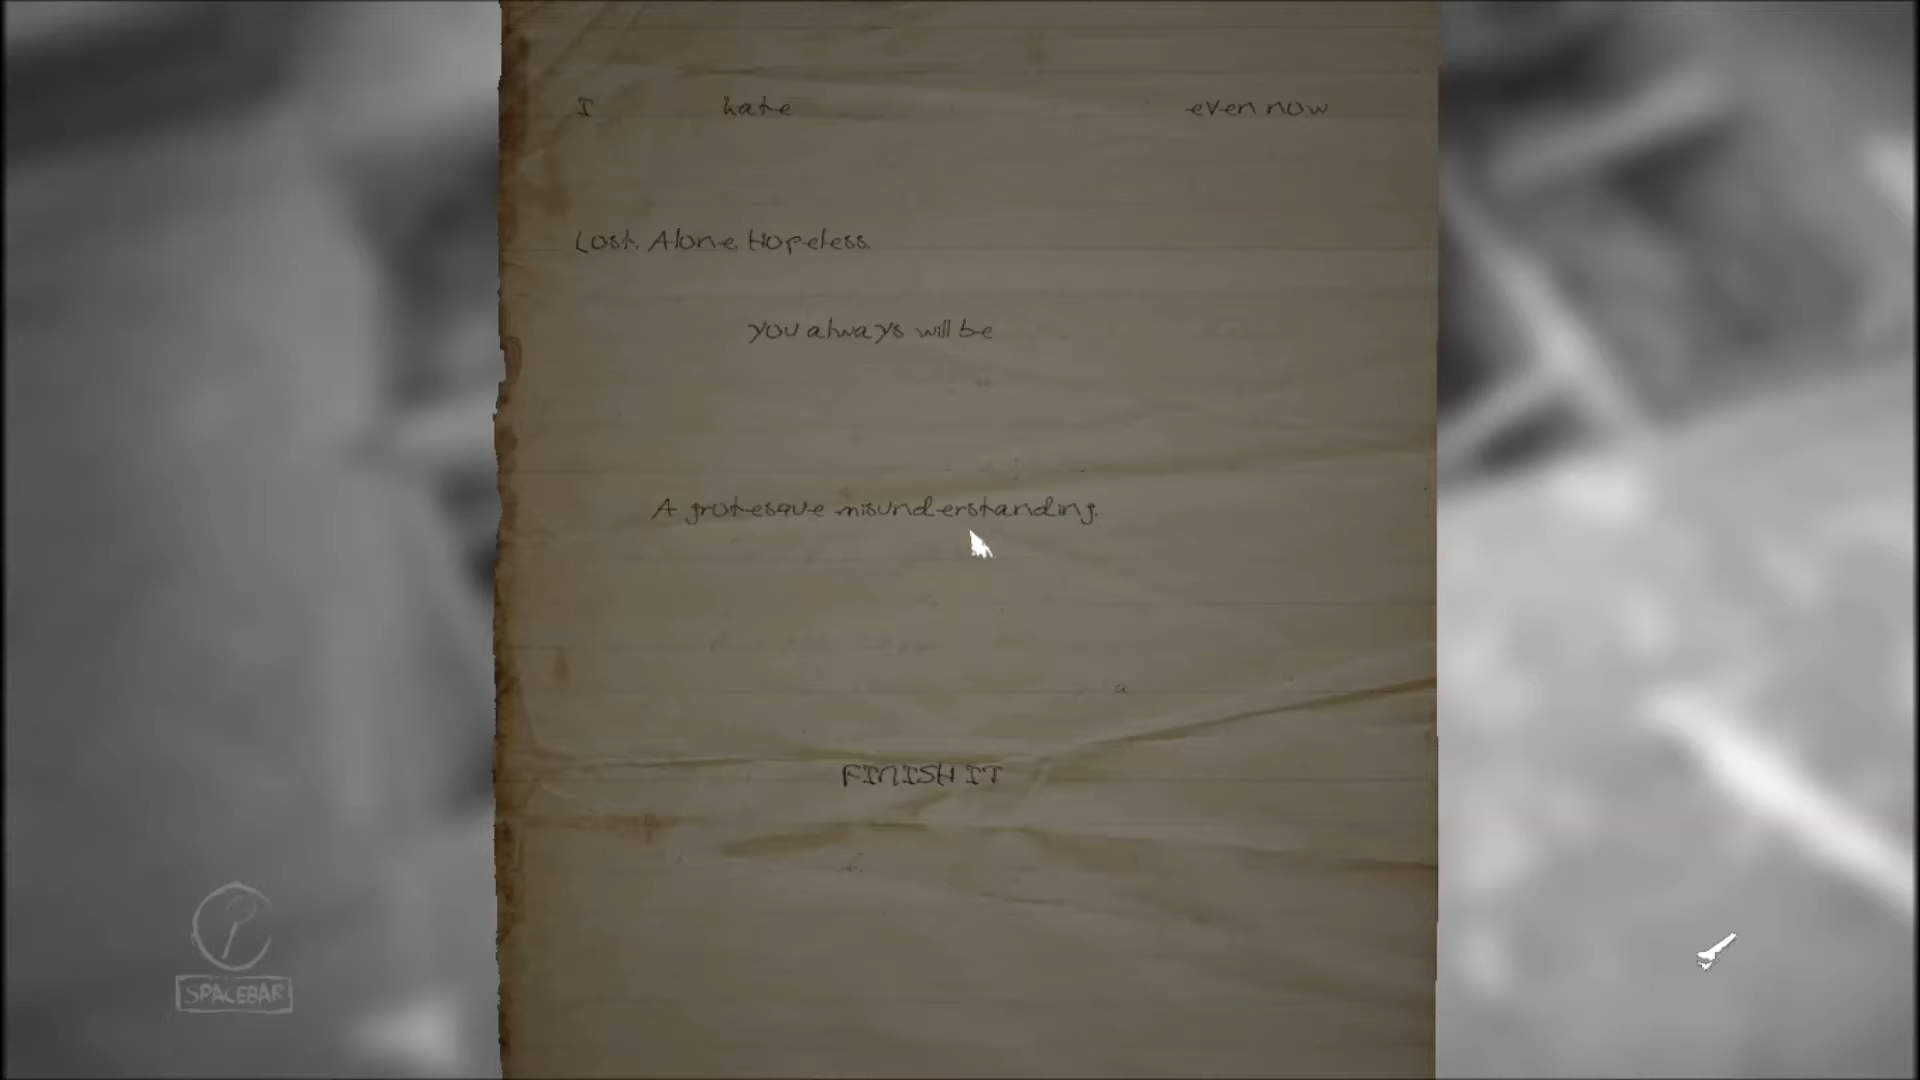 I hate even now
Lost. Alone. Hopeless.
you always will be
A grotesque misunderstanding.
a
FINISH IT
SPACEBAR